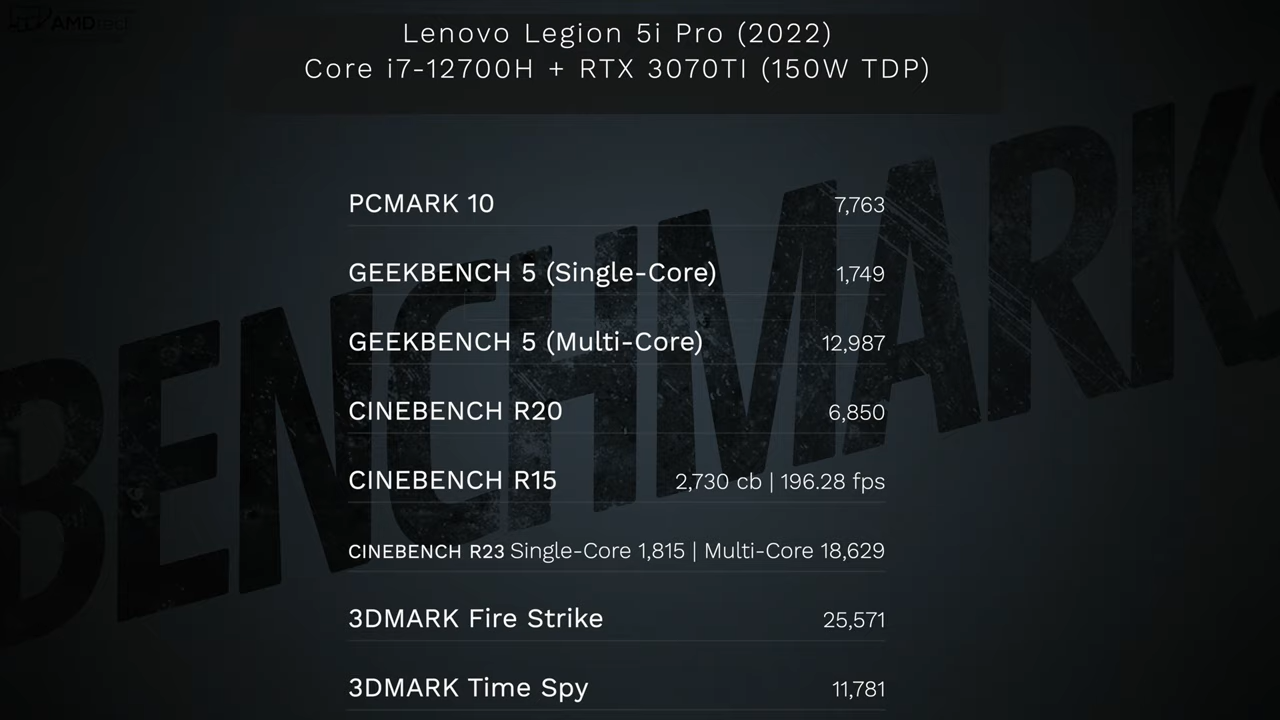 AMDtech
Lenovo Legion 5i Pro (2022)
Core i7-12700H + RTX 3070TI (150W TDP)
BENCHMARKS
PCMARK 10 7,763
GEEKBENCH 5 (Single-Core) 1,749
GEEKBENCH 5 (Multi-Core) 12,987
CINEBENCH R20 6,850
CINEBENCH R15 2,730 cb | 196.28 fps
CINEBENCH R23 Single-Core 1,815 | Multi-Core 18,629
3DMARK Fire Strike 25,571
3DMARK Time Spy 11,781